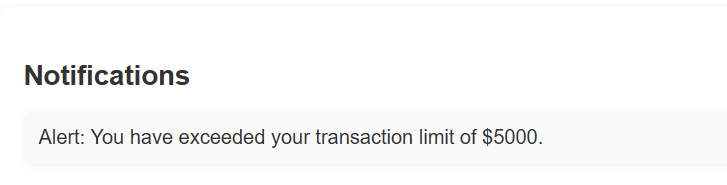 Notifications
Alert: You have exceeded your transaction limit of $5000.